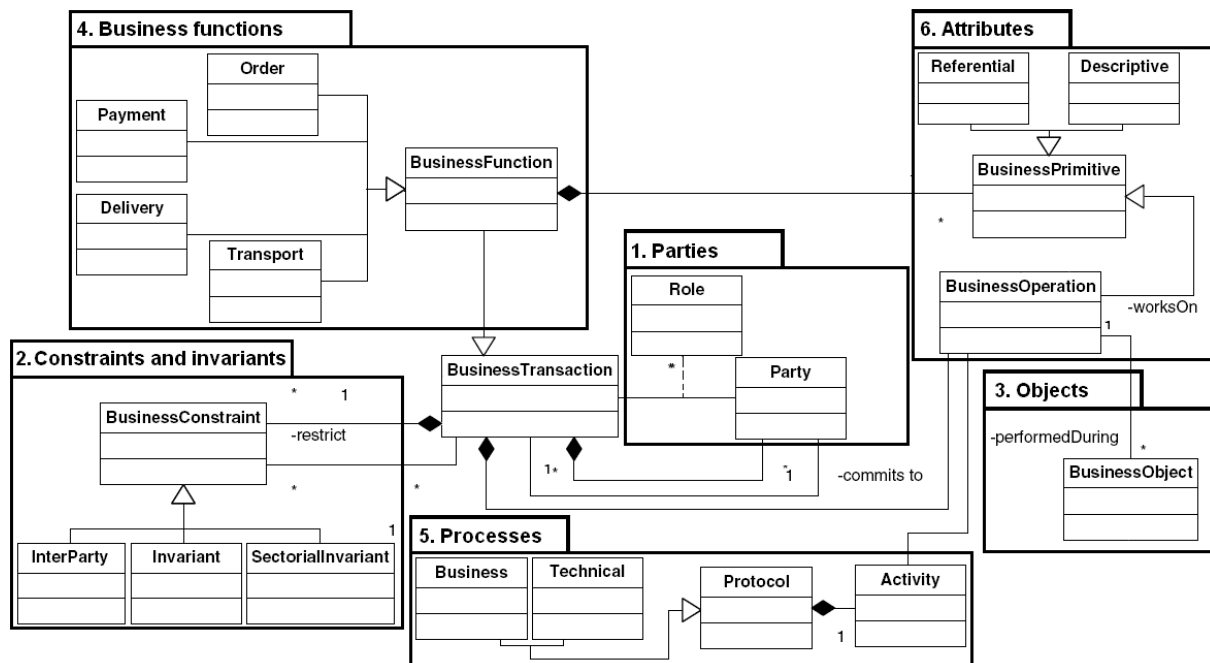 4. Business functions
6. Attributes
Order
Referential
Descriptive
Payment
BusinessFunction
BusinessPrimitive
*
Delivery
Transport
1. Parties
Role
BusinessOperation
-worksOn
1
2. Constraints and invariants
*
1
BusinessTransaction
*
Party
3. Objects
BusinessConstraint
-restrict
-performedDuring
*
BusinessObject
*
*
1
*
*
1
-commits to
1
5. Processes
InterParty
Invariant
SectorialInvariant
Business
Technical
Protocol
Activity
1